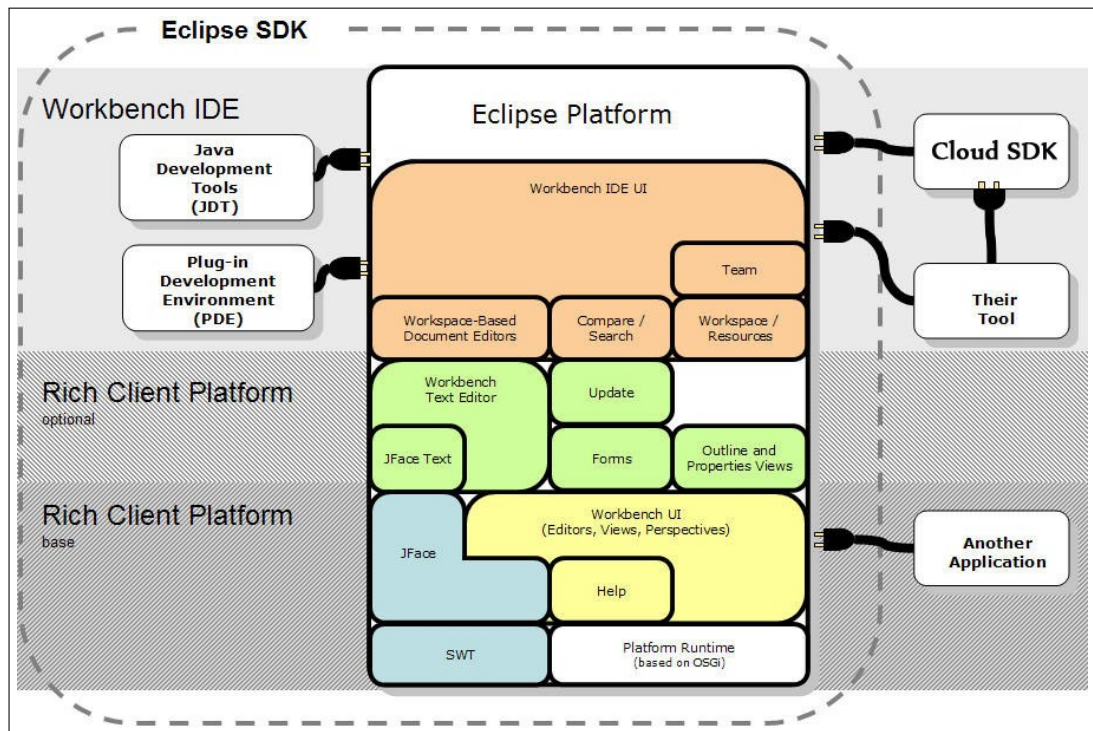 Eclipse SDK
Workbench IDE
Eclipse Platform
Java
Development
Tools
(JDT)
Cloud SDK
Workbench IDE UI
Plug-in
Development
Environment
(PDE)
Team
Their
Tool
Workspace-Based
Document Editors
Compare /
Search
Workspace /
Resources
Rich Client Platform
optional
Workbench
Text Editor
Update
JFace Text
Forms
Outline and
Properties Views
Rich Client Platform
base
Workbench UI
(Editors, Views, Perspectives)
JFace
Another
Application
Help
SWT
Platform Runtime
(based on OSGi)